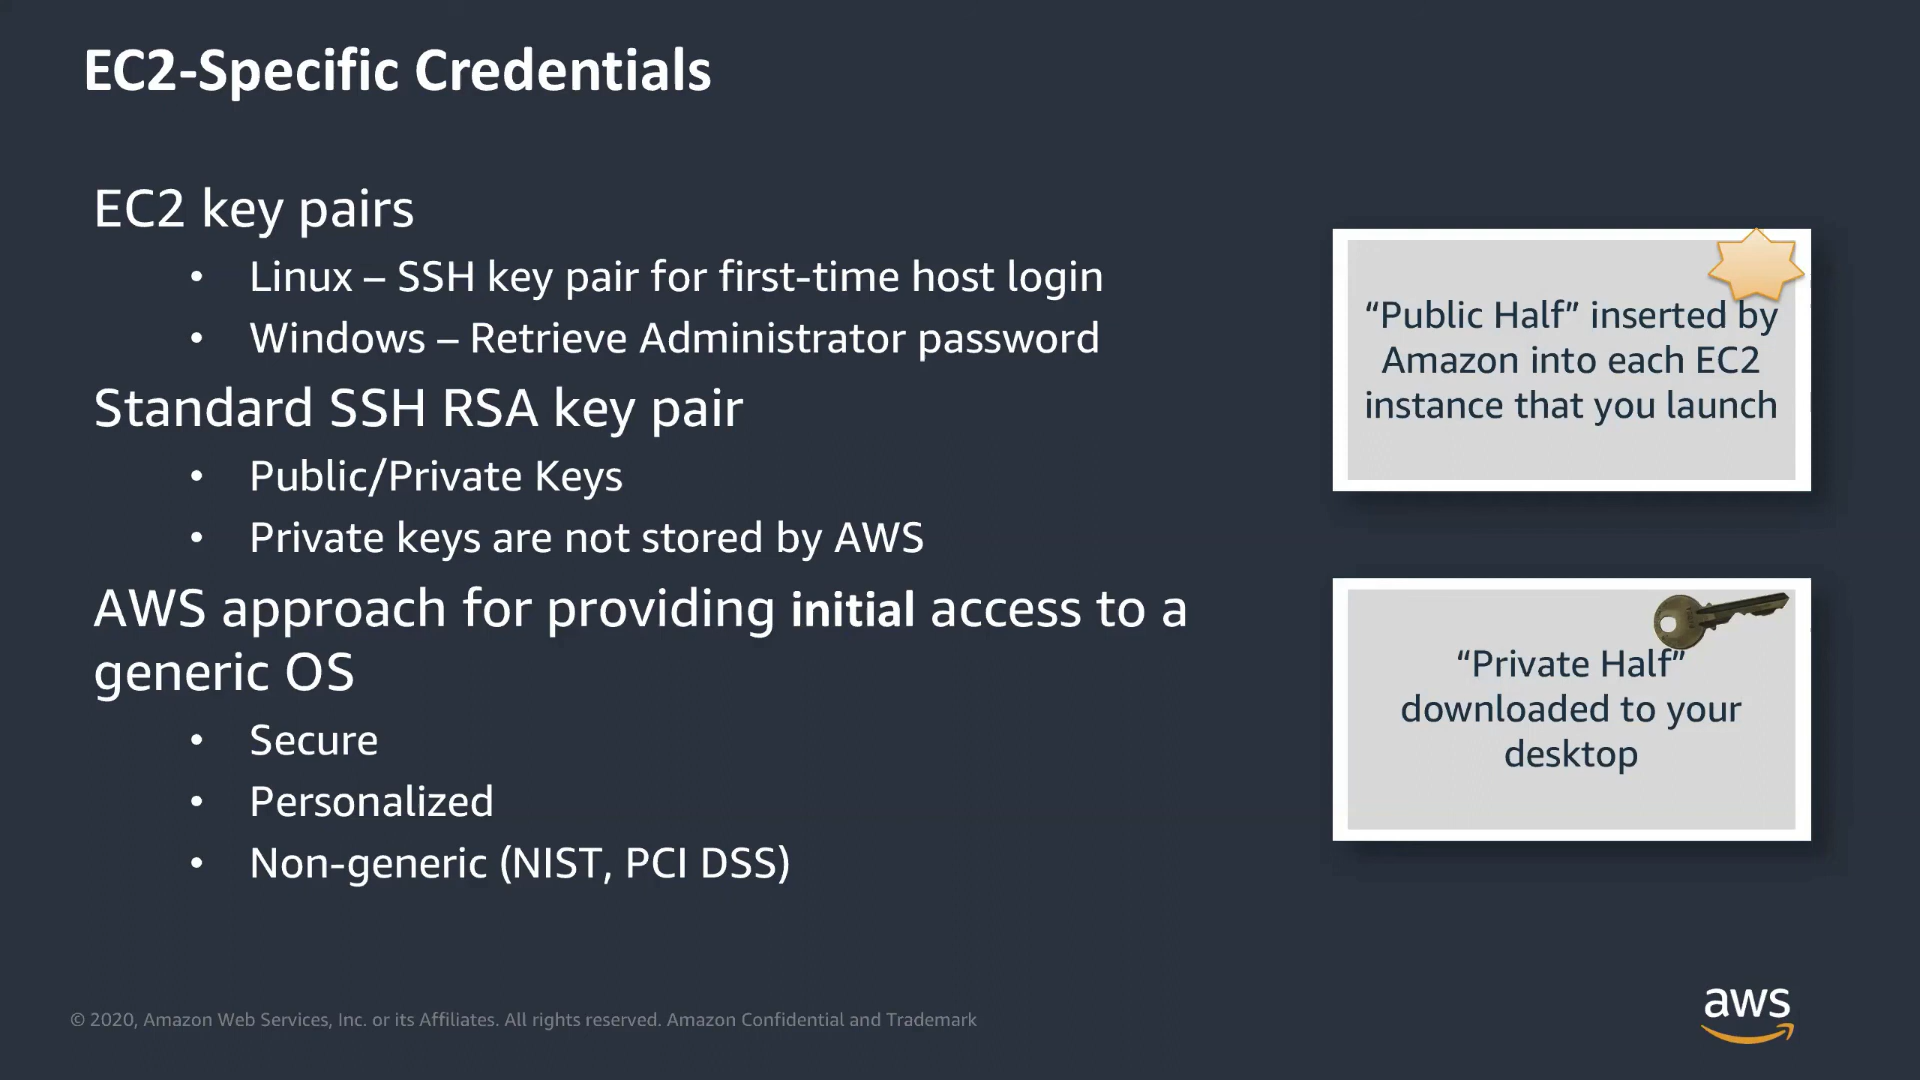 EC2-Specific Credentials
EC2 key pairs
• Linux – SSH key pair for first-time host login
• Windows – Retrieve Administrator password
Standard SSH RSA key pair
• Public/Private Keys
• Private keys are not stored by AWS
AWS approach for providing initial access to a
generic OS
• Secure
• Personalized
• Non-generic (NIST, PCI DSS)
“Public Half” inserted by
Amazon into each EC2
instance that you launch
“Private Half”
downloaded to your
desktop
© 2020, Amazon Web Services, Inc. or its Affiliates. All rights reserved. Amazon Confidential and Trademark
aws